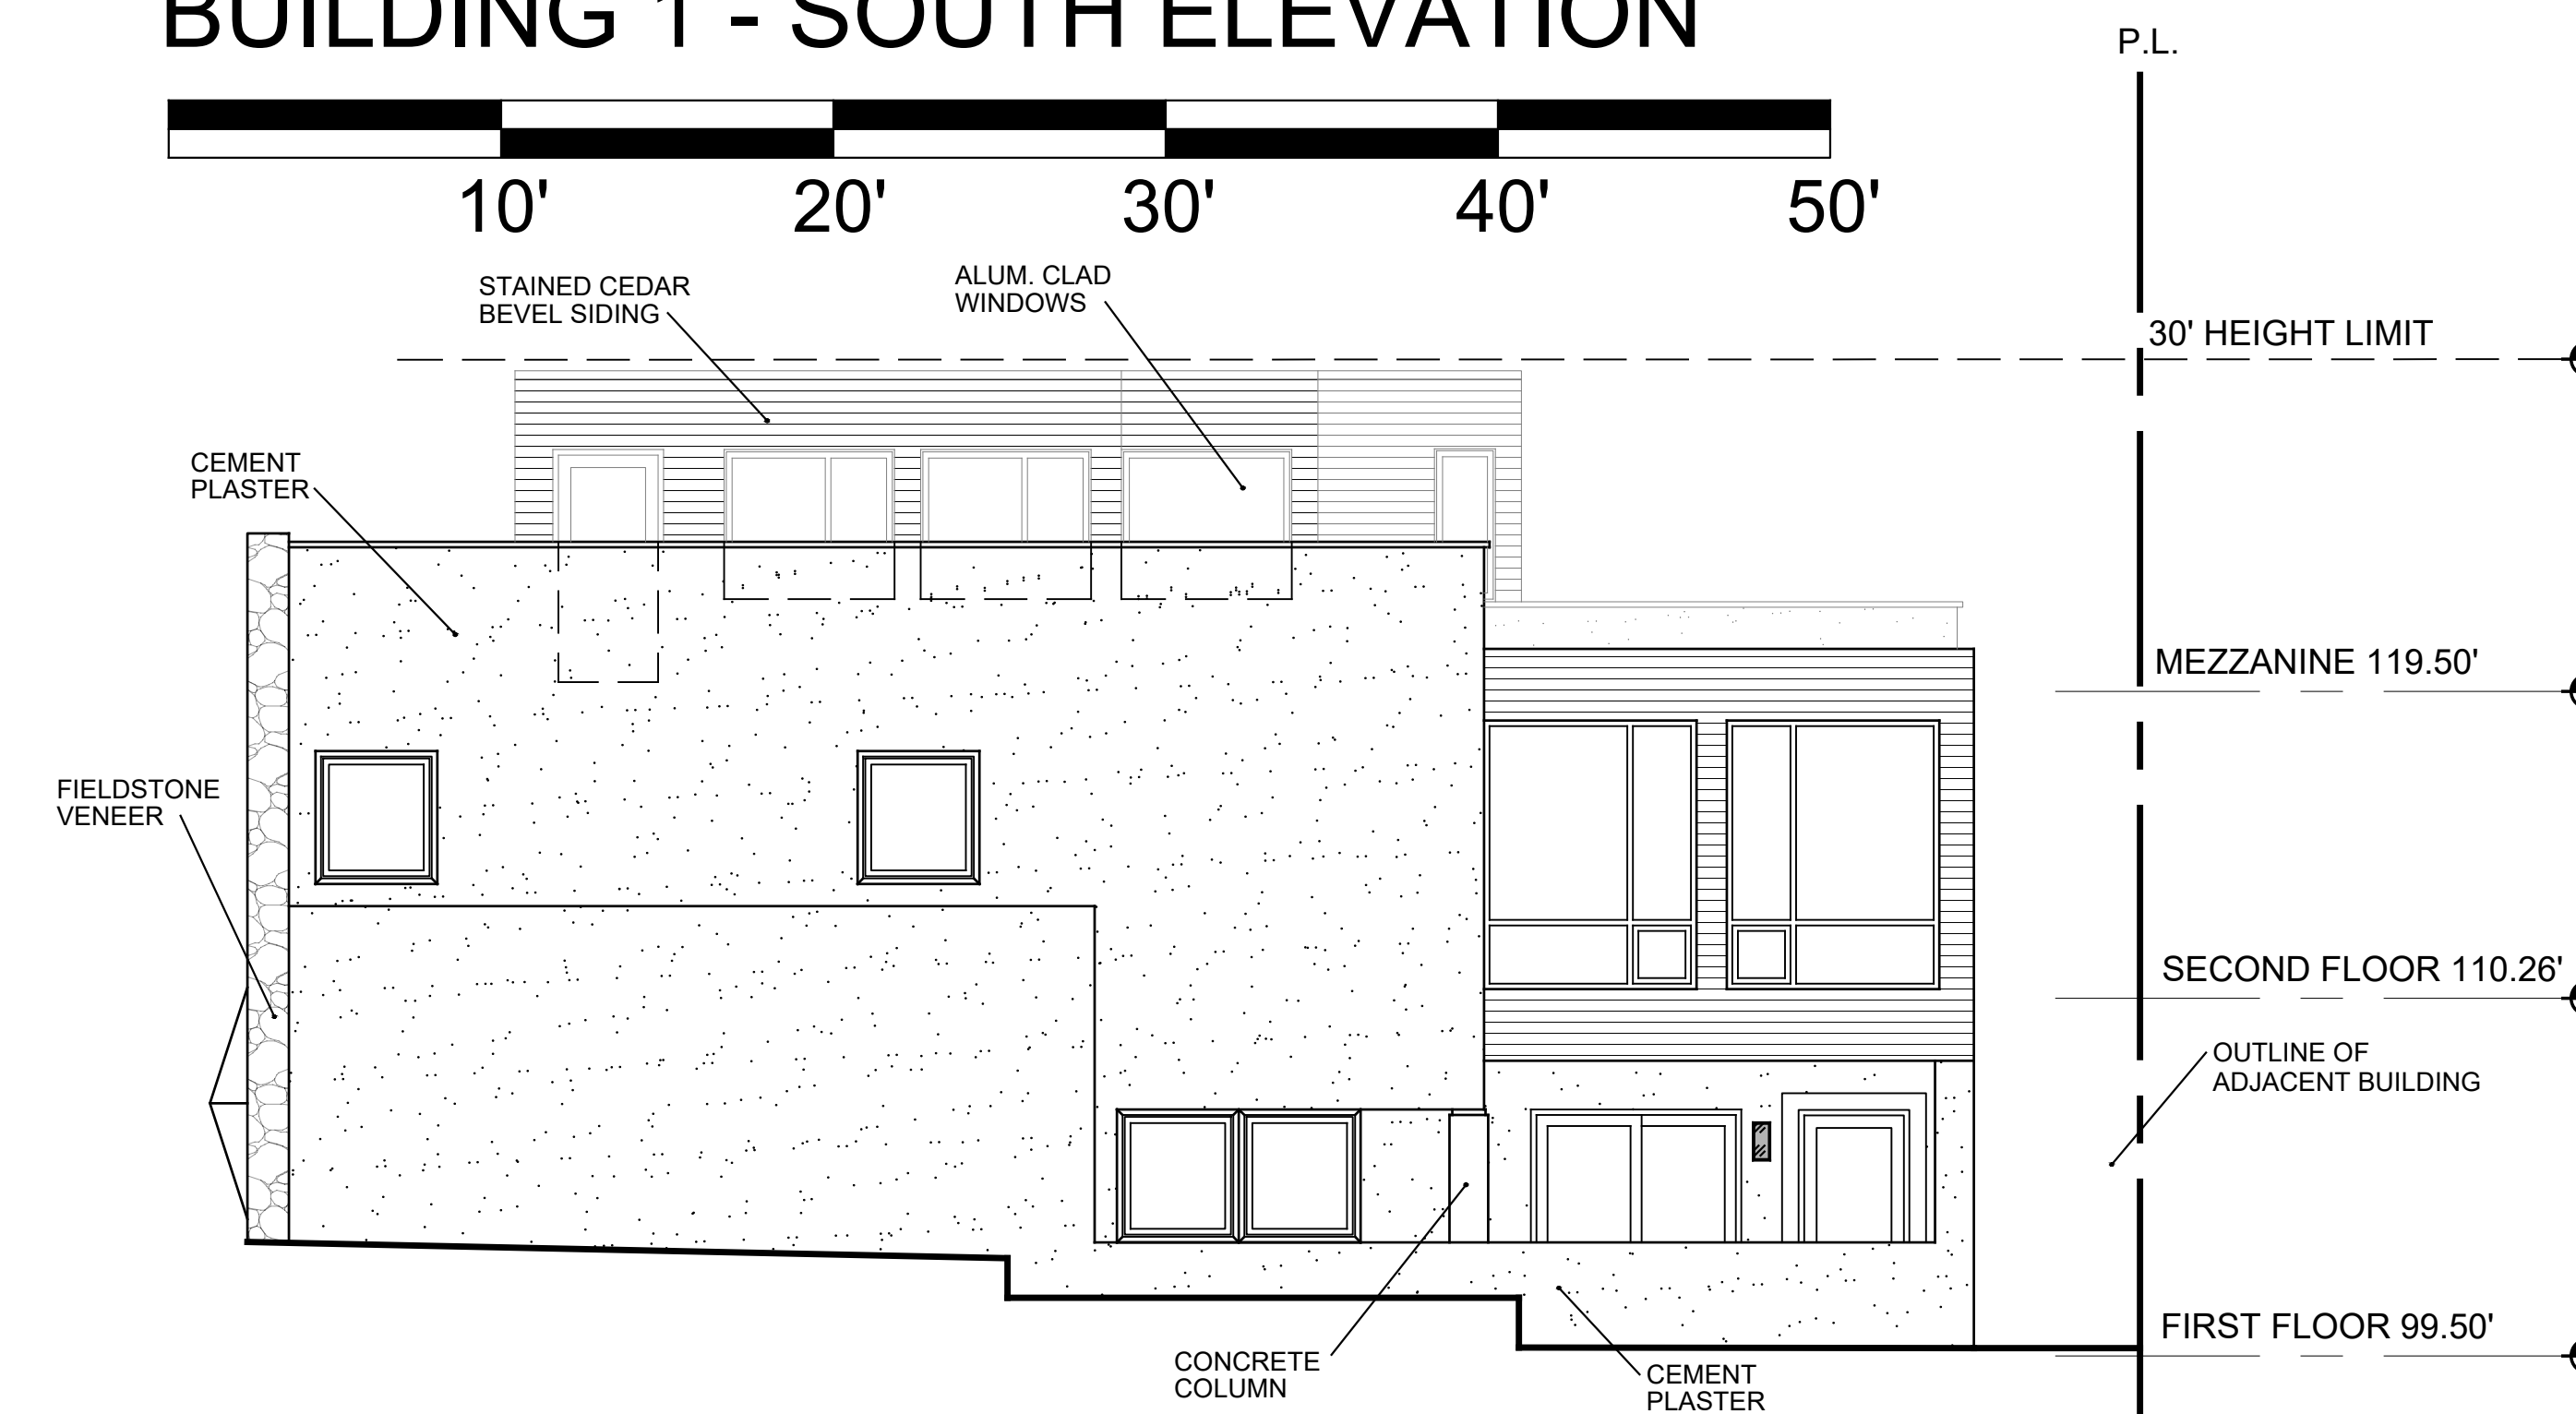 BUILDING 1 - SOUTH ELEVATION
P.L.
10' 20' 30' 40' 50'
STAINED CEDAR
BEVEL SIDING
ALUM. CLAD
WINDOWS
30' HEIGHT LIMIT
CEMENT
PLASTER
MEZZANINE 119.50'
FIELDSTONE
VENEER
SECOND FLOOR 110.26'
OUTLINE OF
ADJACENT BUILDING
FIRST FLOOR 99.50'
CONCRETE
COLUMN
CEMENT
PLASTER